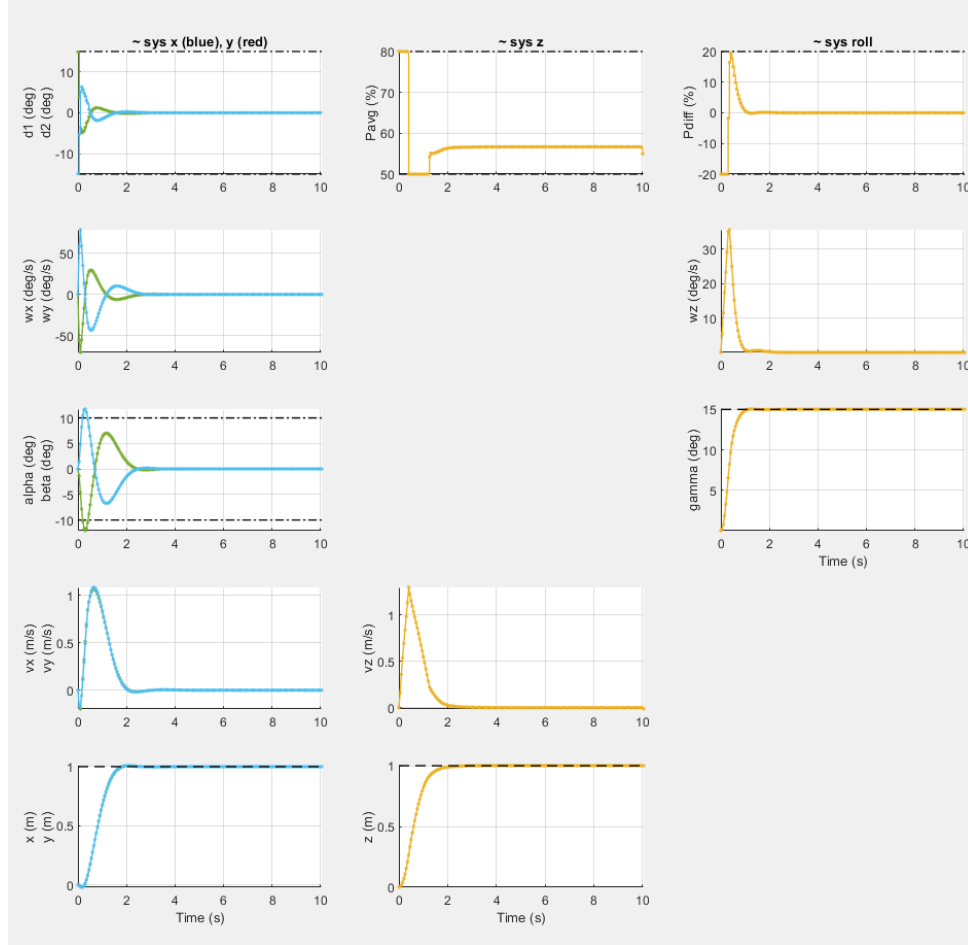 ~ sys x (blue), y (red)
~ sys z
~ sys roll
d1 (deg)
d2 (deg)
15
0
-15
0 2 4 6 8 10
Pavg (%)
80
70
60
50
0 2 4 6 8 10
Pdiff (%)
20
10
0
-10
-20
0 2 4 6 8 10
wx (deg/s)
wy (deg/s)
50
0
-50
0 2 4 6 8 10
wz (deg/s)
30
20
10
0 2 4 6 8 10
alpha (deg)
beta (deg)
10
5
0
-5
-10
0 2 4 6 8 10
gamma (deg)
15
10
5
0 2 4 6 8 10
Time (s)
vx (m/s)
vy (m/s)
1
0.5
0
0 2 4 6 8 10
vz (m/s)
1
0.5
0
0 2 4 6 8 10
x (m)
y (m)
1
0.5
0
0 2 4 6 8 10
Time (s)
z (m)
1
0.5
0
0 2 4 6 8 10
Time (s)